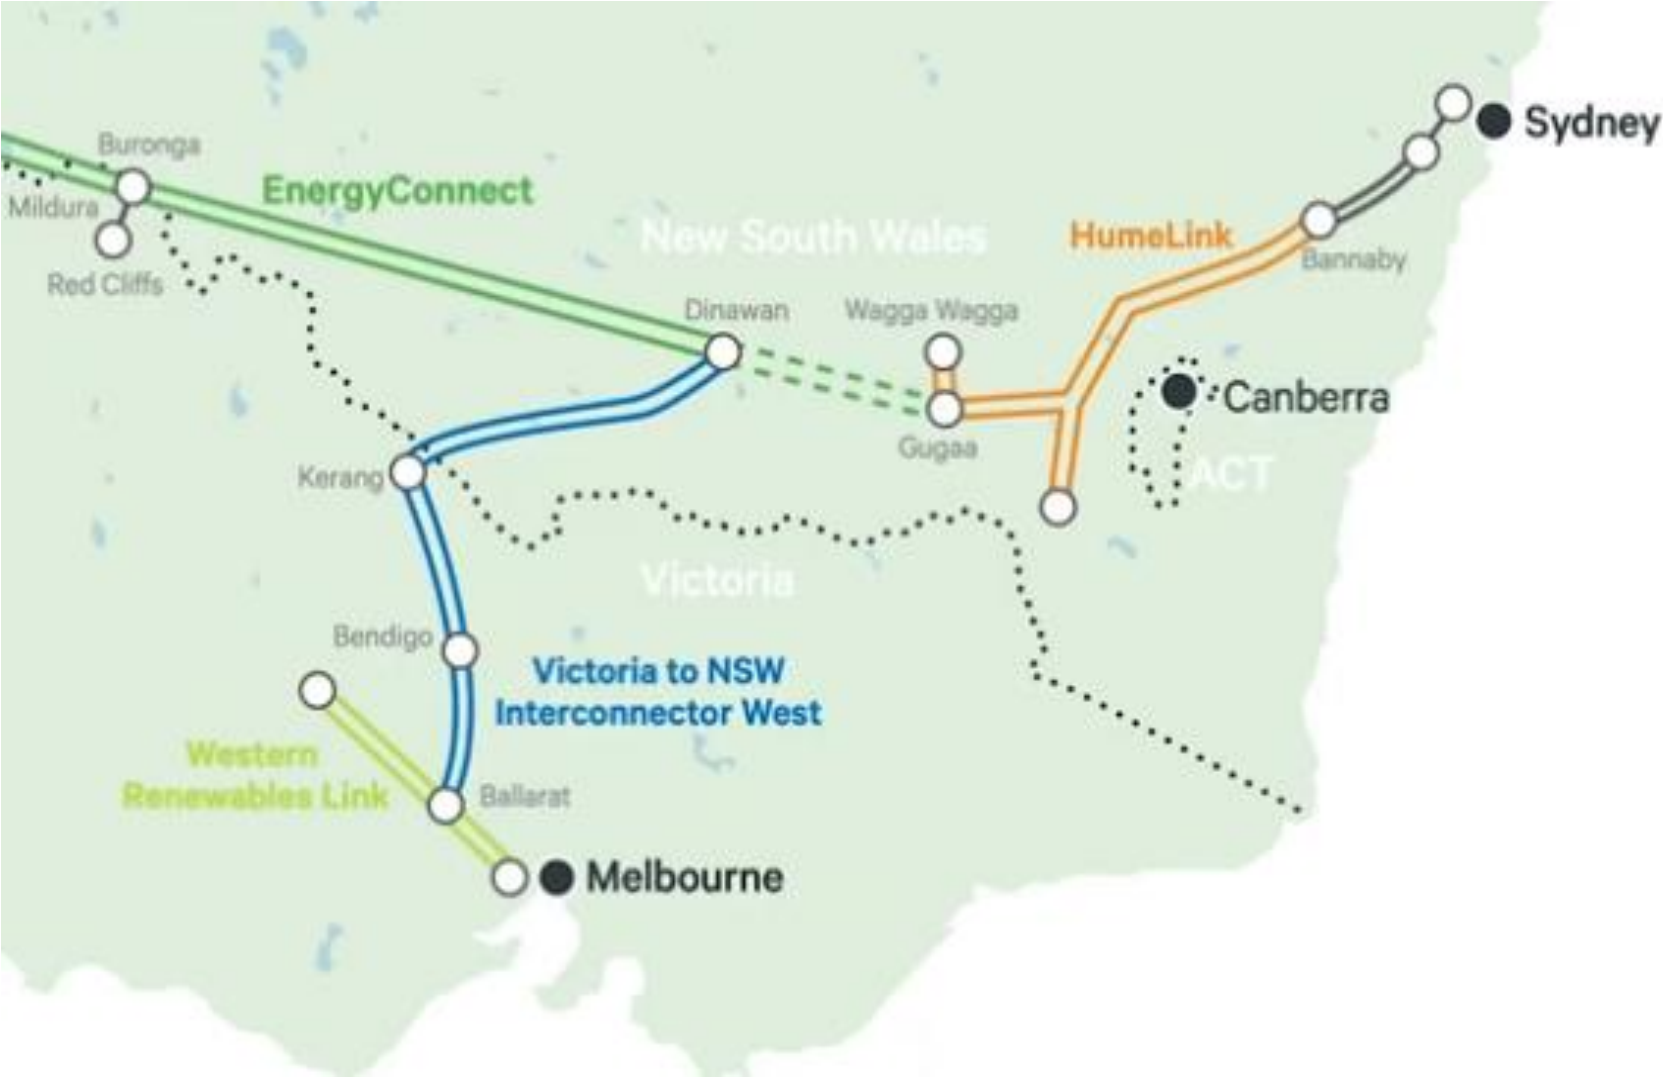 Sydney
Buronga
EnergyConnect
Mildura
New South Wales
HumeLink
Bannaby
Red Cliffs
Dinawan
Wagga Wagga
Canberra
Gugaa
Kerang
ACT
Victoria
Bendigo
Victoria to NSW
Interconnector West
Western
Renewables Link
Ballarat
Melbourne